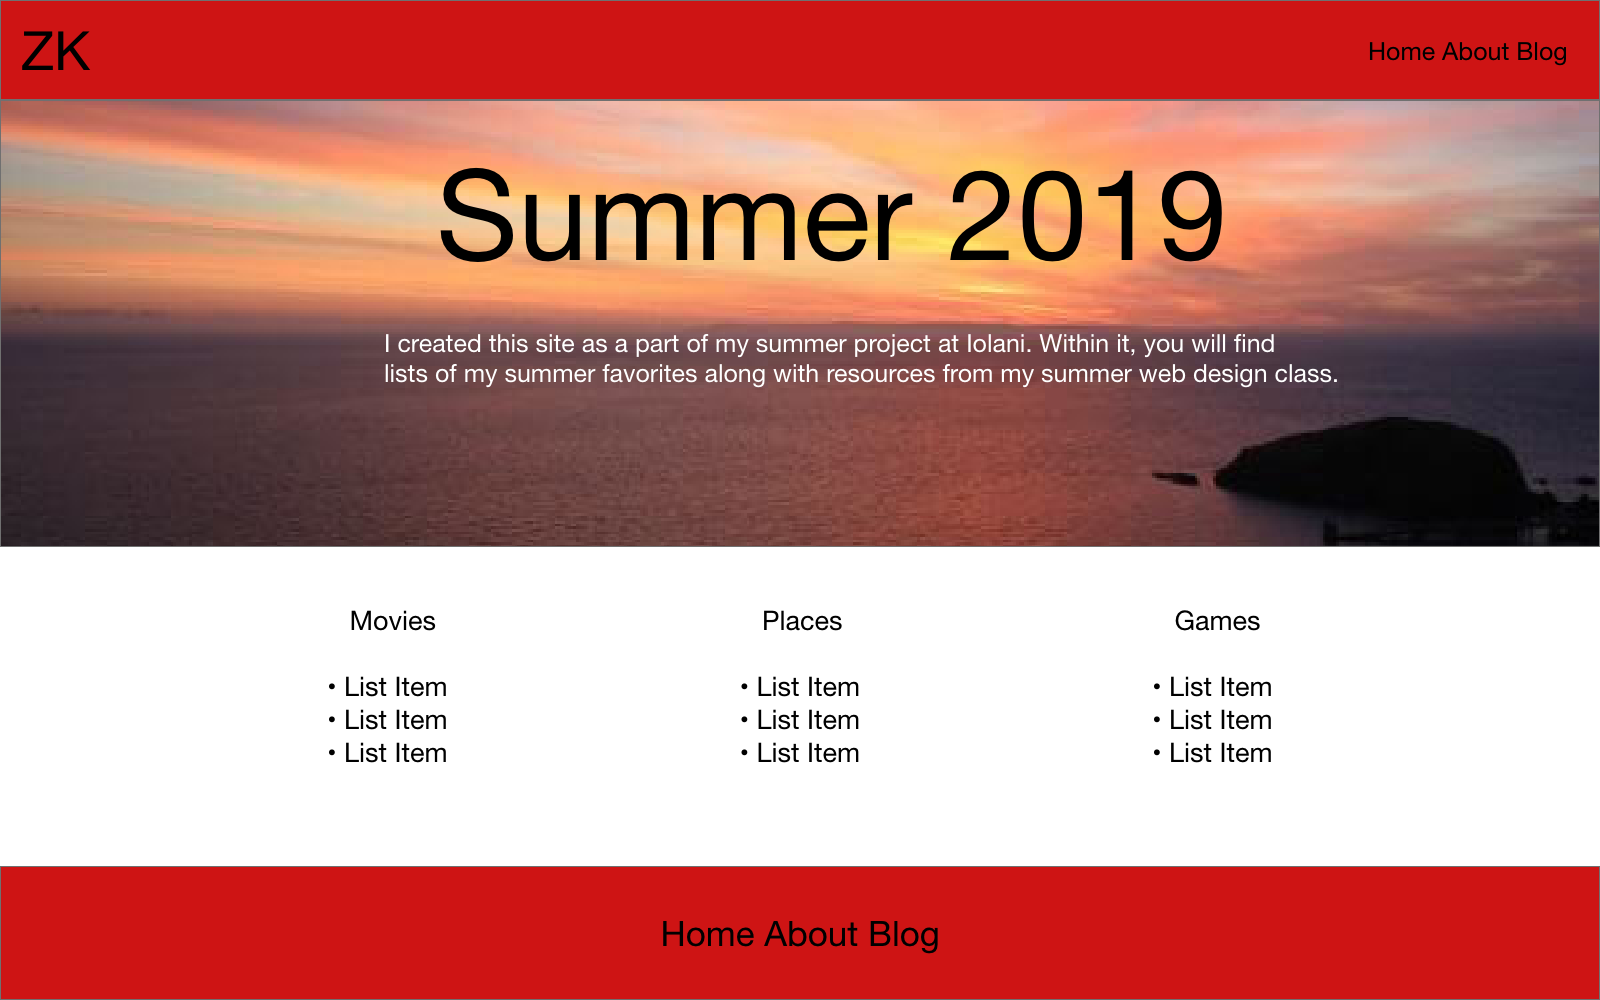 ZK
Home About Blog
Summer 2019
I created this site as a part of my summer project at Iolani. Within it, you will find
lists of my summer favorites along with resources from my summer web design class.
Movies
• List Item
• List Item
• List Item
Places
• List Item
• List Item
• List Item
Games
• List Item
• List Item
• List Item
Home About Blog